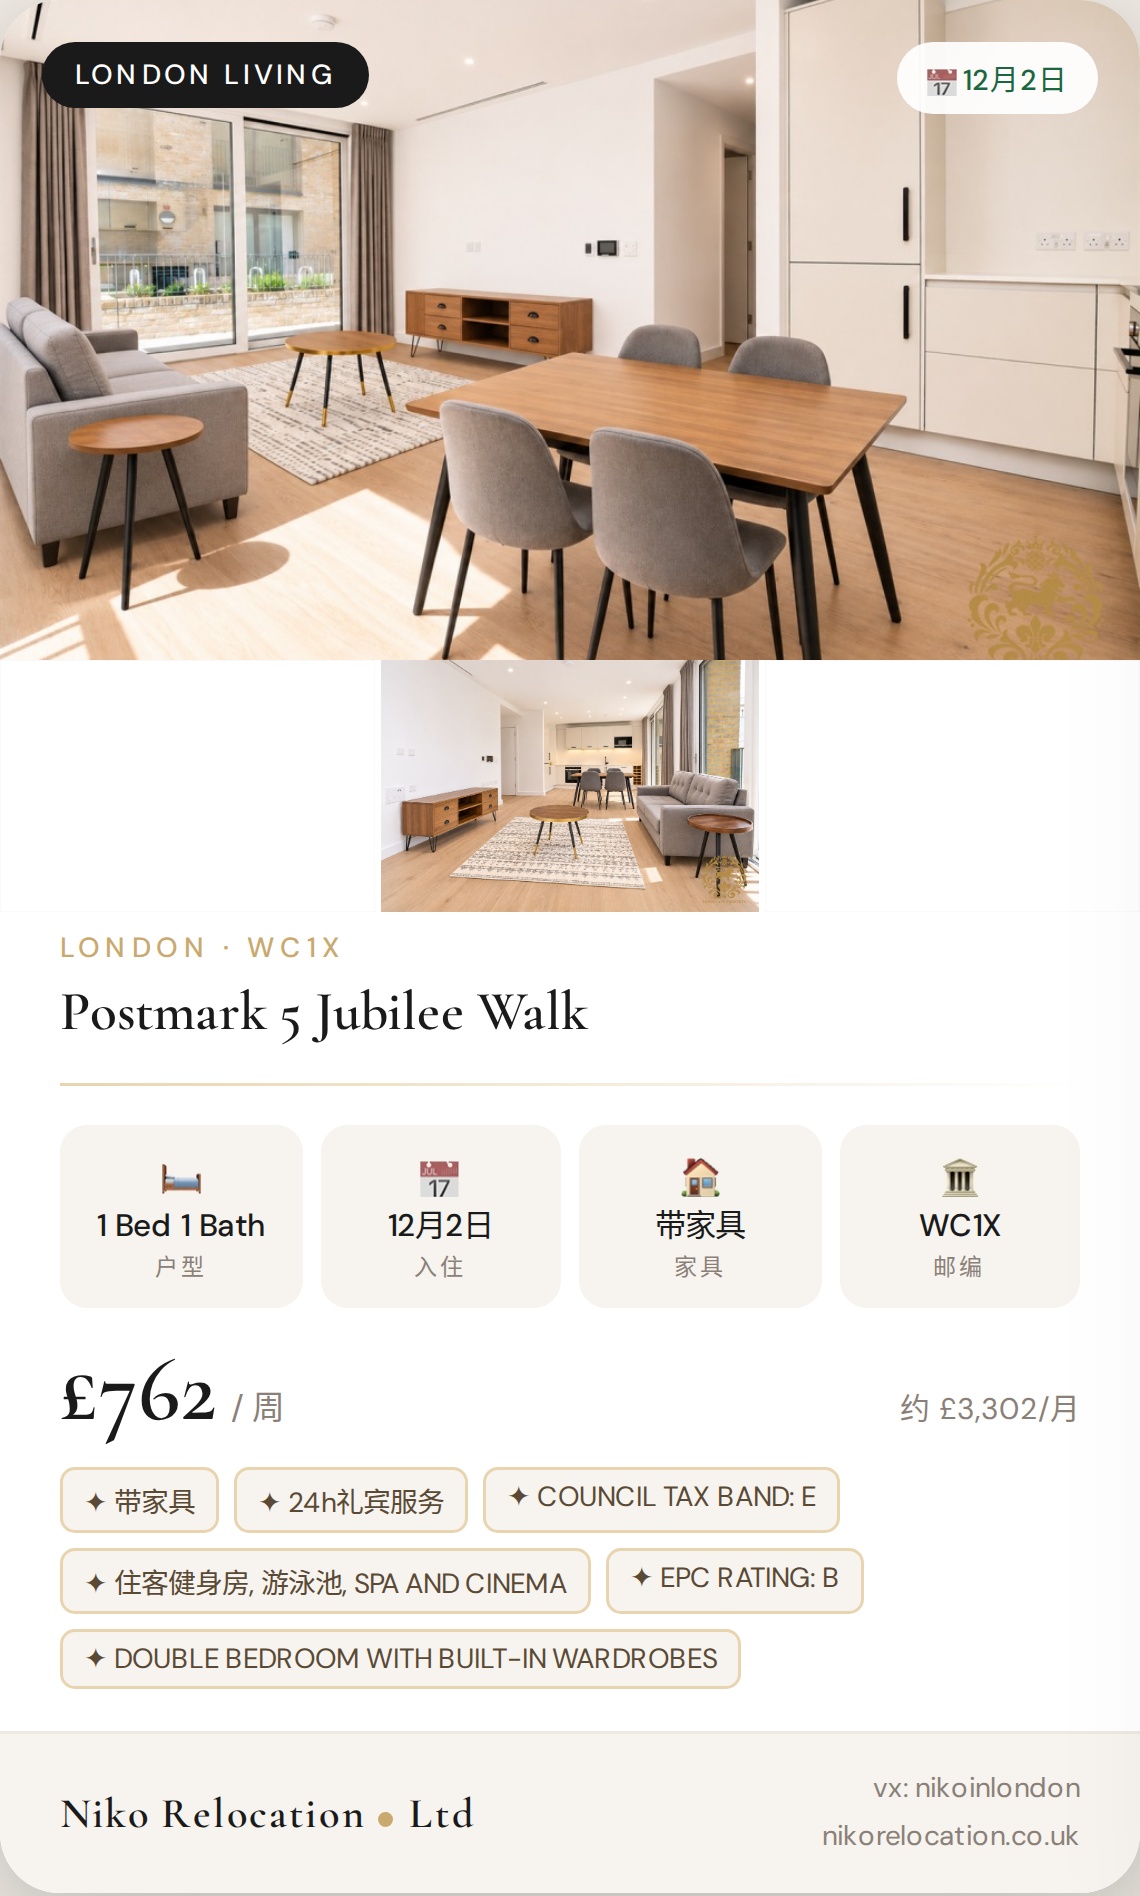 LONDON LIVING
📅 12月2日
LONDON · WC1X
Postmark 5 Jubilee Walk
1 Bed 1 Bath
户型
12月2日
入住
带家具
家具
WC1X
邮编
£762 / 周
约 £3,302/月
✦ 带家具
✦ 24h礼宾服务
✦ COUNCIL TAX BAND: E
✦ 住客健身房, 游泳池, SPA AND CINEMA
✦ EPC RATING: B
✦ DOUBLE BEDROOM WITH BUILT-IN WARDROBES
Niko Relocation • Ltd
vx: nikoinlondon
nikorelocation.co.uk